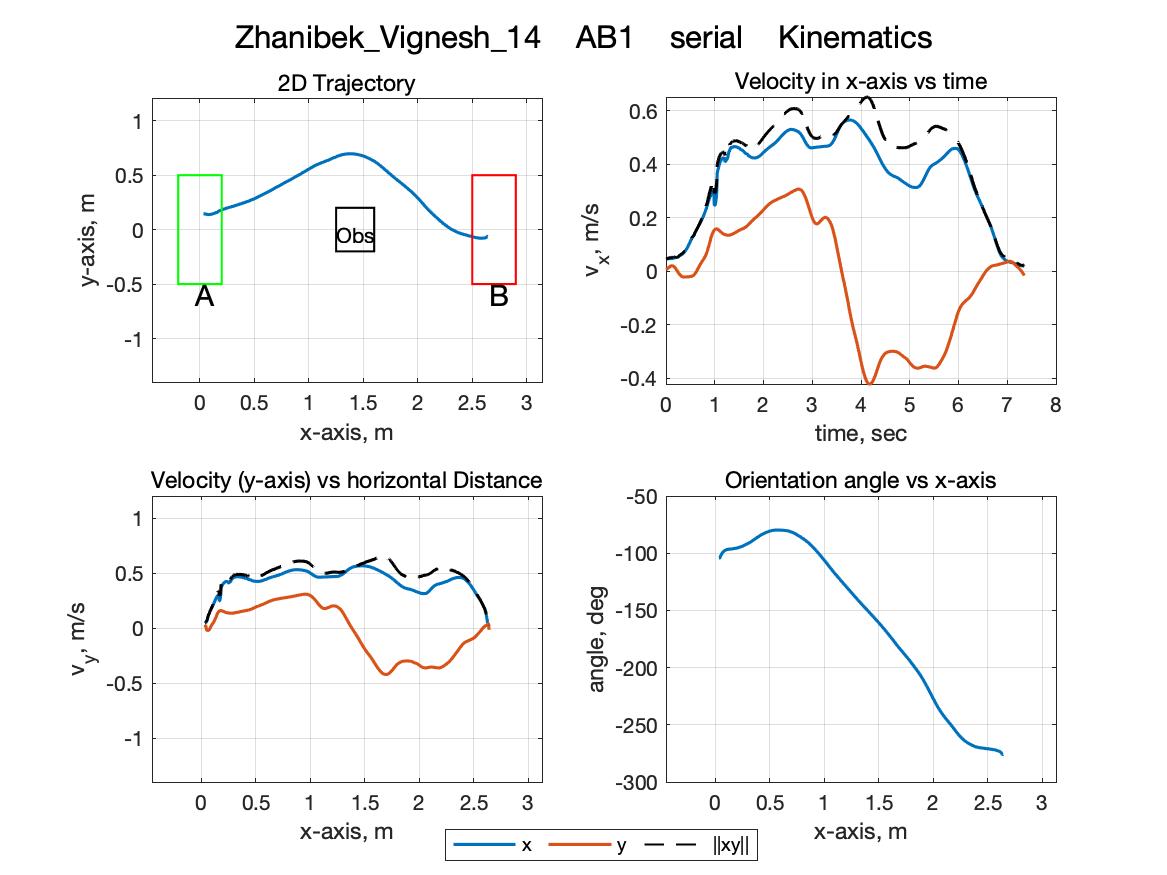 Zhanibek_Vignesh_14 AB1 serial Kinematics
2D Trajectory
1
0.5
0
-0.5
-1
y-axis, m
Obs
A
B
0 0.5 1 1.5 2 2.5 3
x-axis, m
Velocity in x-axis vs time
0.6
0.4
0.2
0
-0.2
-0.4
v_x, m/s
0 1 2 3 4 5 6 7 8
time, sec
Velocity (y-axis) vs horizontal Distance
1
0.5
0
-0.5
-1
v_y, m/s
0 0.5 1 1.5 2 2.5 3
x-axis, m
Orientation angle vs x-axis
-50
-100
-150
-200
-250
-300
angle, deg
0 0.5 1 1.5 2 2.5 3
x-axis, m
x y ||xy||